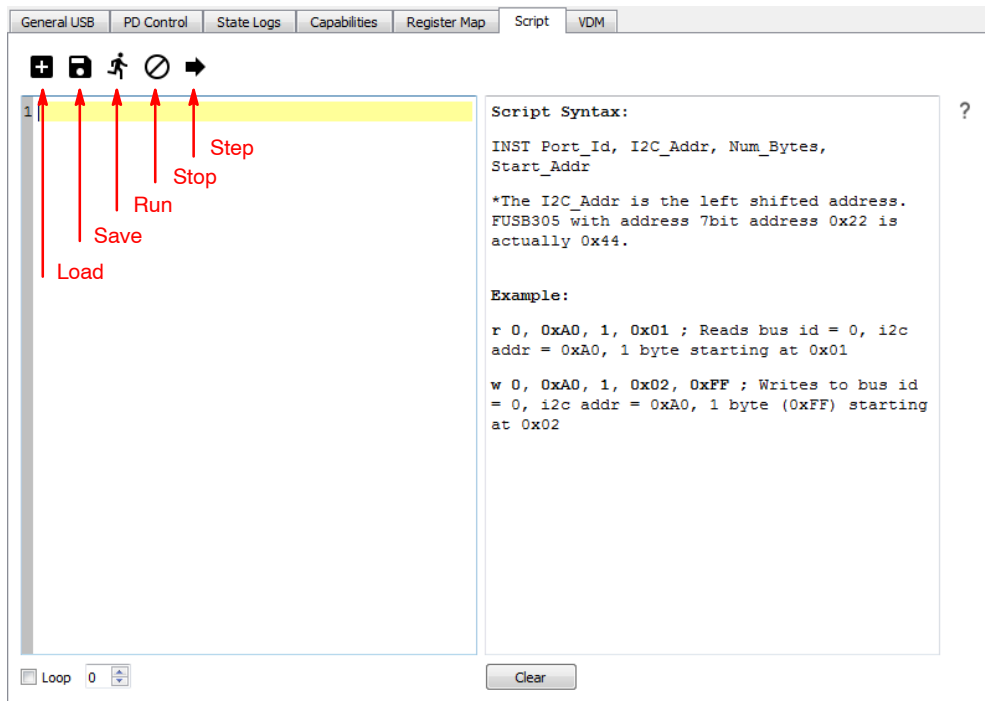 General USB PD Control State Logs Capabilities Register Map Script VDM
1
Step
Stop
Run
Save
Load
Script Syntax:
INST Port_Id, I2C_Addr, Num_Bytes,
Start_Addr
*The I2C_Addr is the left shifted address.
FUSB305 with address 7bit address 0x22 is
actually 0x44.
Example:
r 0, 0xA0, 1, 0x01 ; Reads bus id = 0, i2c
addr = 0xA0, 1 byte starting at 0x01
w 0, 0xA0, 1, 0x02, 0xFF ; Writes to bus id
= 0, i2c addr = 0xA0, 1 byte (0xFF) starting
at 0x02
?
Loop 0
Clear